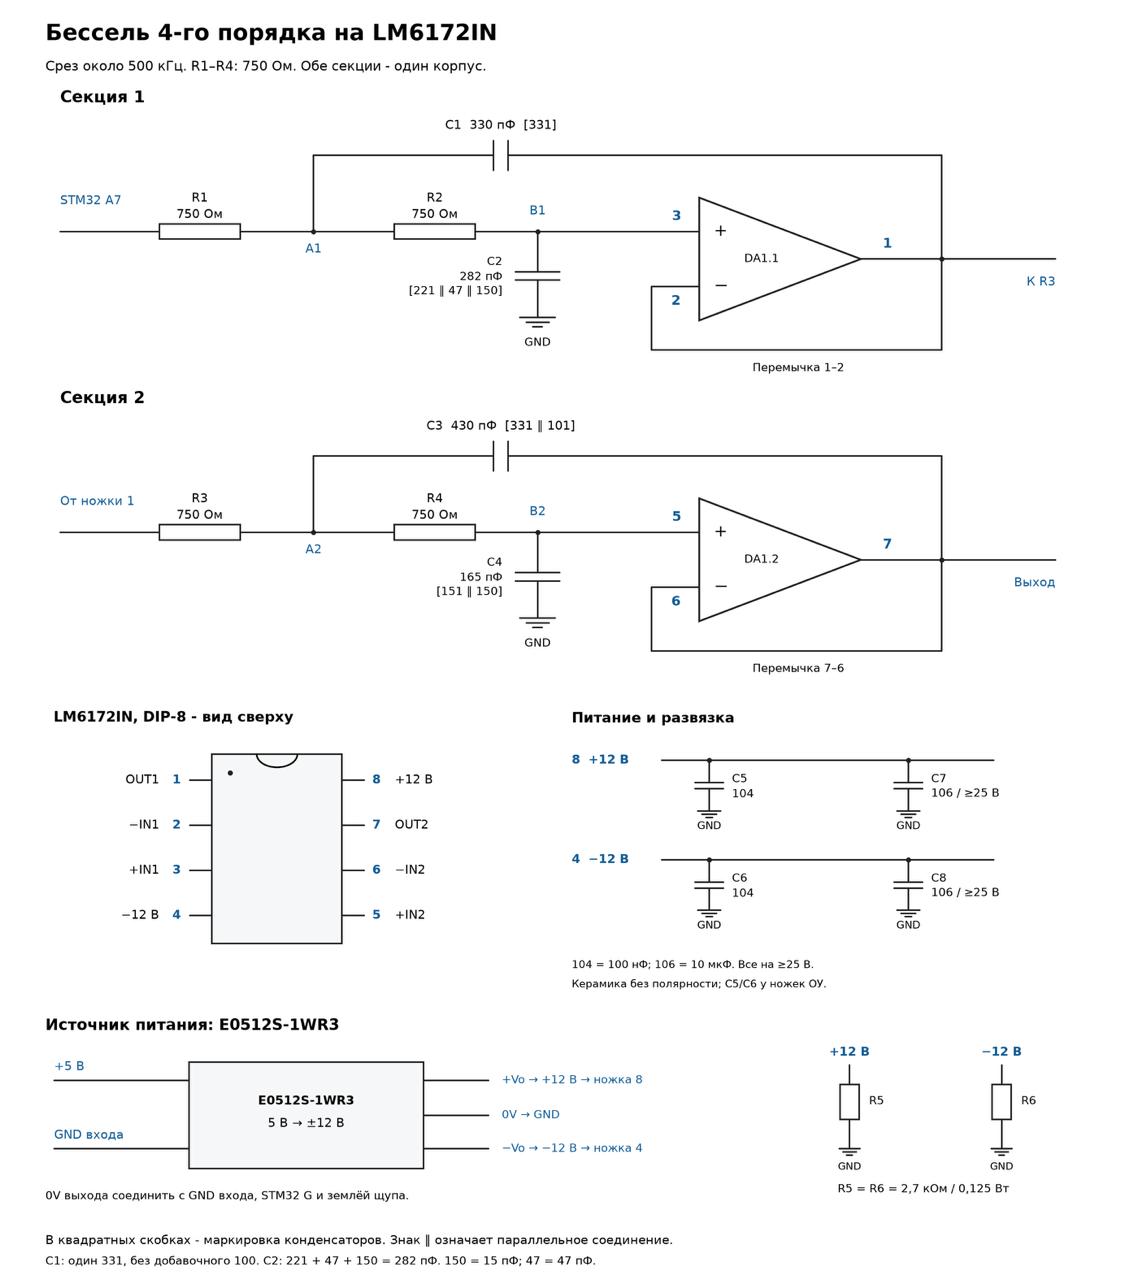 Бессель 4-го порядка на LM6172IN
Срез около 500 кГц. R1–R4: 750 Ом. Обе секции - один корпус.
Секция 1
C1 330 пФ [331]
STM32 A7
R1
750 Ом
R2
750 Ом
A1
B1
C2
282 пФ
[221 ∥ 47 ∥ 150]
GND
3
+
DA1.1
−
2
1
К R3
Перемычка 1–2
Секция 2
C3 430 пФ [331 ∥ 101]
От ножки 1
R3
750 Ом
R4
750 Ом
A2
B2
C4
165 пФ
[151 ∥ 150]
GND
5
+
DA1.2
−
6
7
Выход
Перемычка 7–6
LM6172IN, DIP-8 - вид сверху
OUT1 1
8 +12 В
−IN1 2
7 OUT2
+IN1 3
6 −IN2
−12 В 4
5 +IN2
Питание и развязка
8 +12 В
C5
104
GND
C7
106 / ≥25 В
GND
4 −12 В
C6
104
GND
C8
106 / ≥25 В
GND
104 = 100 нФ; 106 = 10 мкФ. Все на ≥25 В.
Керамика без полярности; C5/C6 у ножек ОУ.
Источник питания: E0512S-1WR3
+5 В
GND входа
E0512S-1WR3
5 В → ±12 В
+Vo → +12 В → ножка 8
0V → GND
−Vo → −12 В → ножка 4
+12 В
R5
GND
−12 В
R6
GND
R5 = R6 = 2,7 кОм / 0,125 Вт
0V выхода соединить с GND входа, STM32 G и землёй щупа.
В квадратных скобках - маркировка конденсаторов. Знак ∥ означает параллельное соединение.
C1: один 331, без добавочного 100. C2: 221 + 47 + 150 = 282 пФ. 150 = 15 пФ; 47 = 47 пФ.